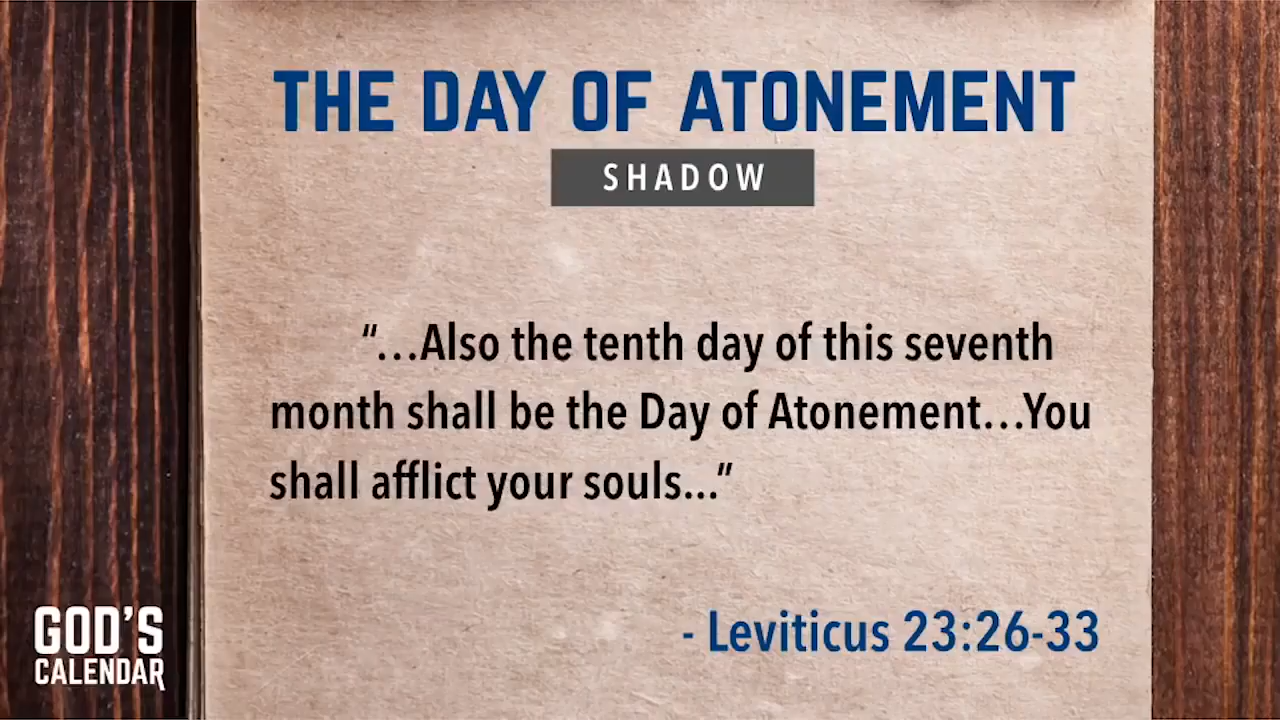 THE DAY OF ATONEMENT
SHADOW
“...Also the tenth day of this seventh
month shall be the Day of Atonement...You
shall afflict your souls...”
- Leviticus 23:26-33
GOD’S
CALENDAR